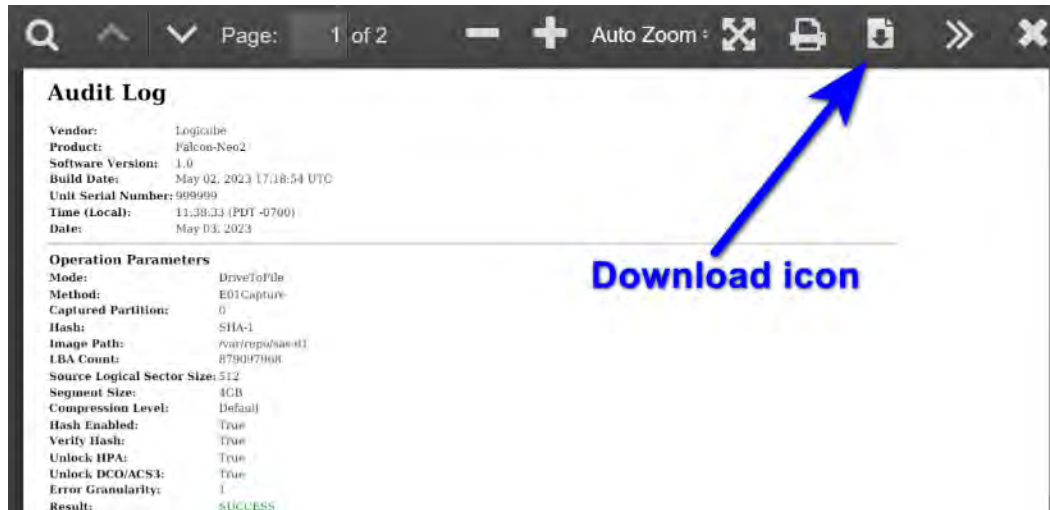 Page: 1 of 2 Auto Zoom
Audit Log
Vendor: Logicube
Product: Falcon-Neo2
Software Version: 1.0
Build Date: May 02, 2023 17:18:54 UTC
Unit Serial Number: 999999
Time (Local): 11:38:33 (PDT -0700)
Date: May 03, 2023
Operation Parameters
Download icon
Mode: DriveToFile
Method: E01Capture
Captured Partition: 0
Hash: SHA-1
Image Path:
LBA Count:
Source Logical Sector Size: 512
Segment Size: 4GB
Compression Level: Default
Hash Enabled: True
Verify Hash: True
Unlock HPA: True
Unlock DCO/ACS3: True
Error Granularity: 1
Result: SUCCESS